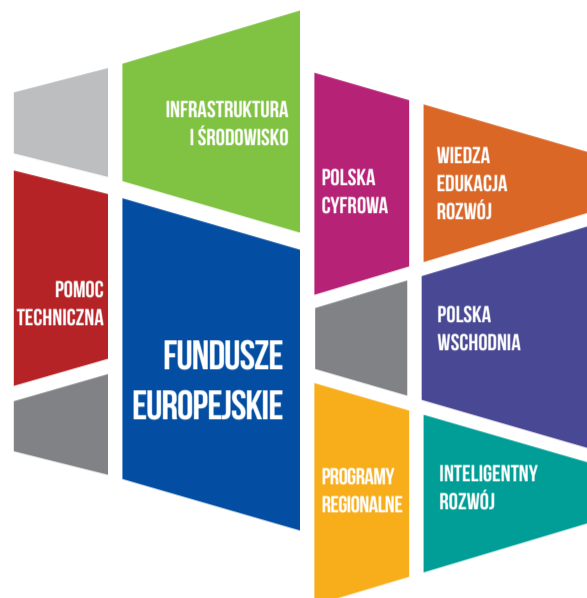 INFRASTRUKTURA
I ŚRODOWISKO
POLSKA
CYFROWA
WIEDZA
EDUKACJA
ROZWÓJ
POMOC
TECHNICZNA
FUNDUSZE
EUROPEJSKIE
POLSKA
WSCHODNIA
PROGRAMY
REGIONALNE
INTELIGENTNY
ROZWÓJ